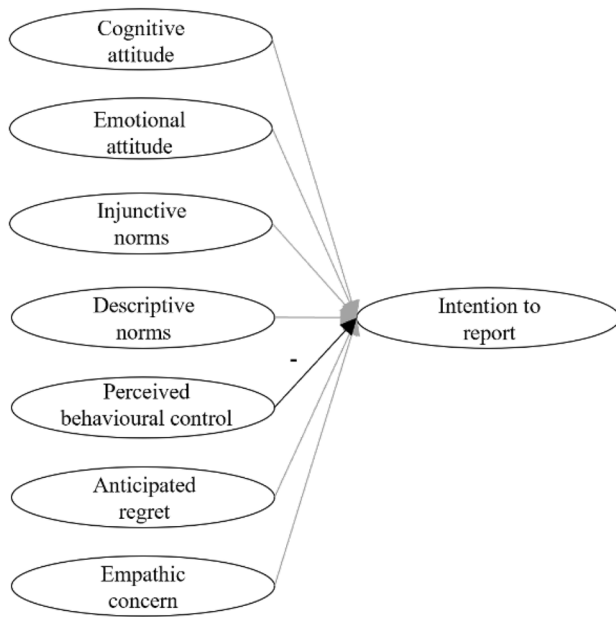 Cognitive
attitude
Emotional
attitude
Injunctive
norms
Descriptive
norms
Intention to
report
-
Perceived
behavioural control
Anticipated
regret
Empathic
concern